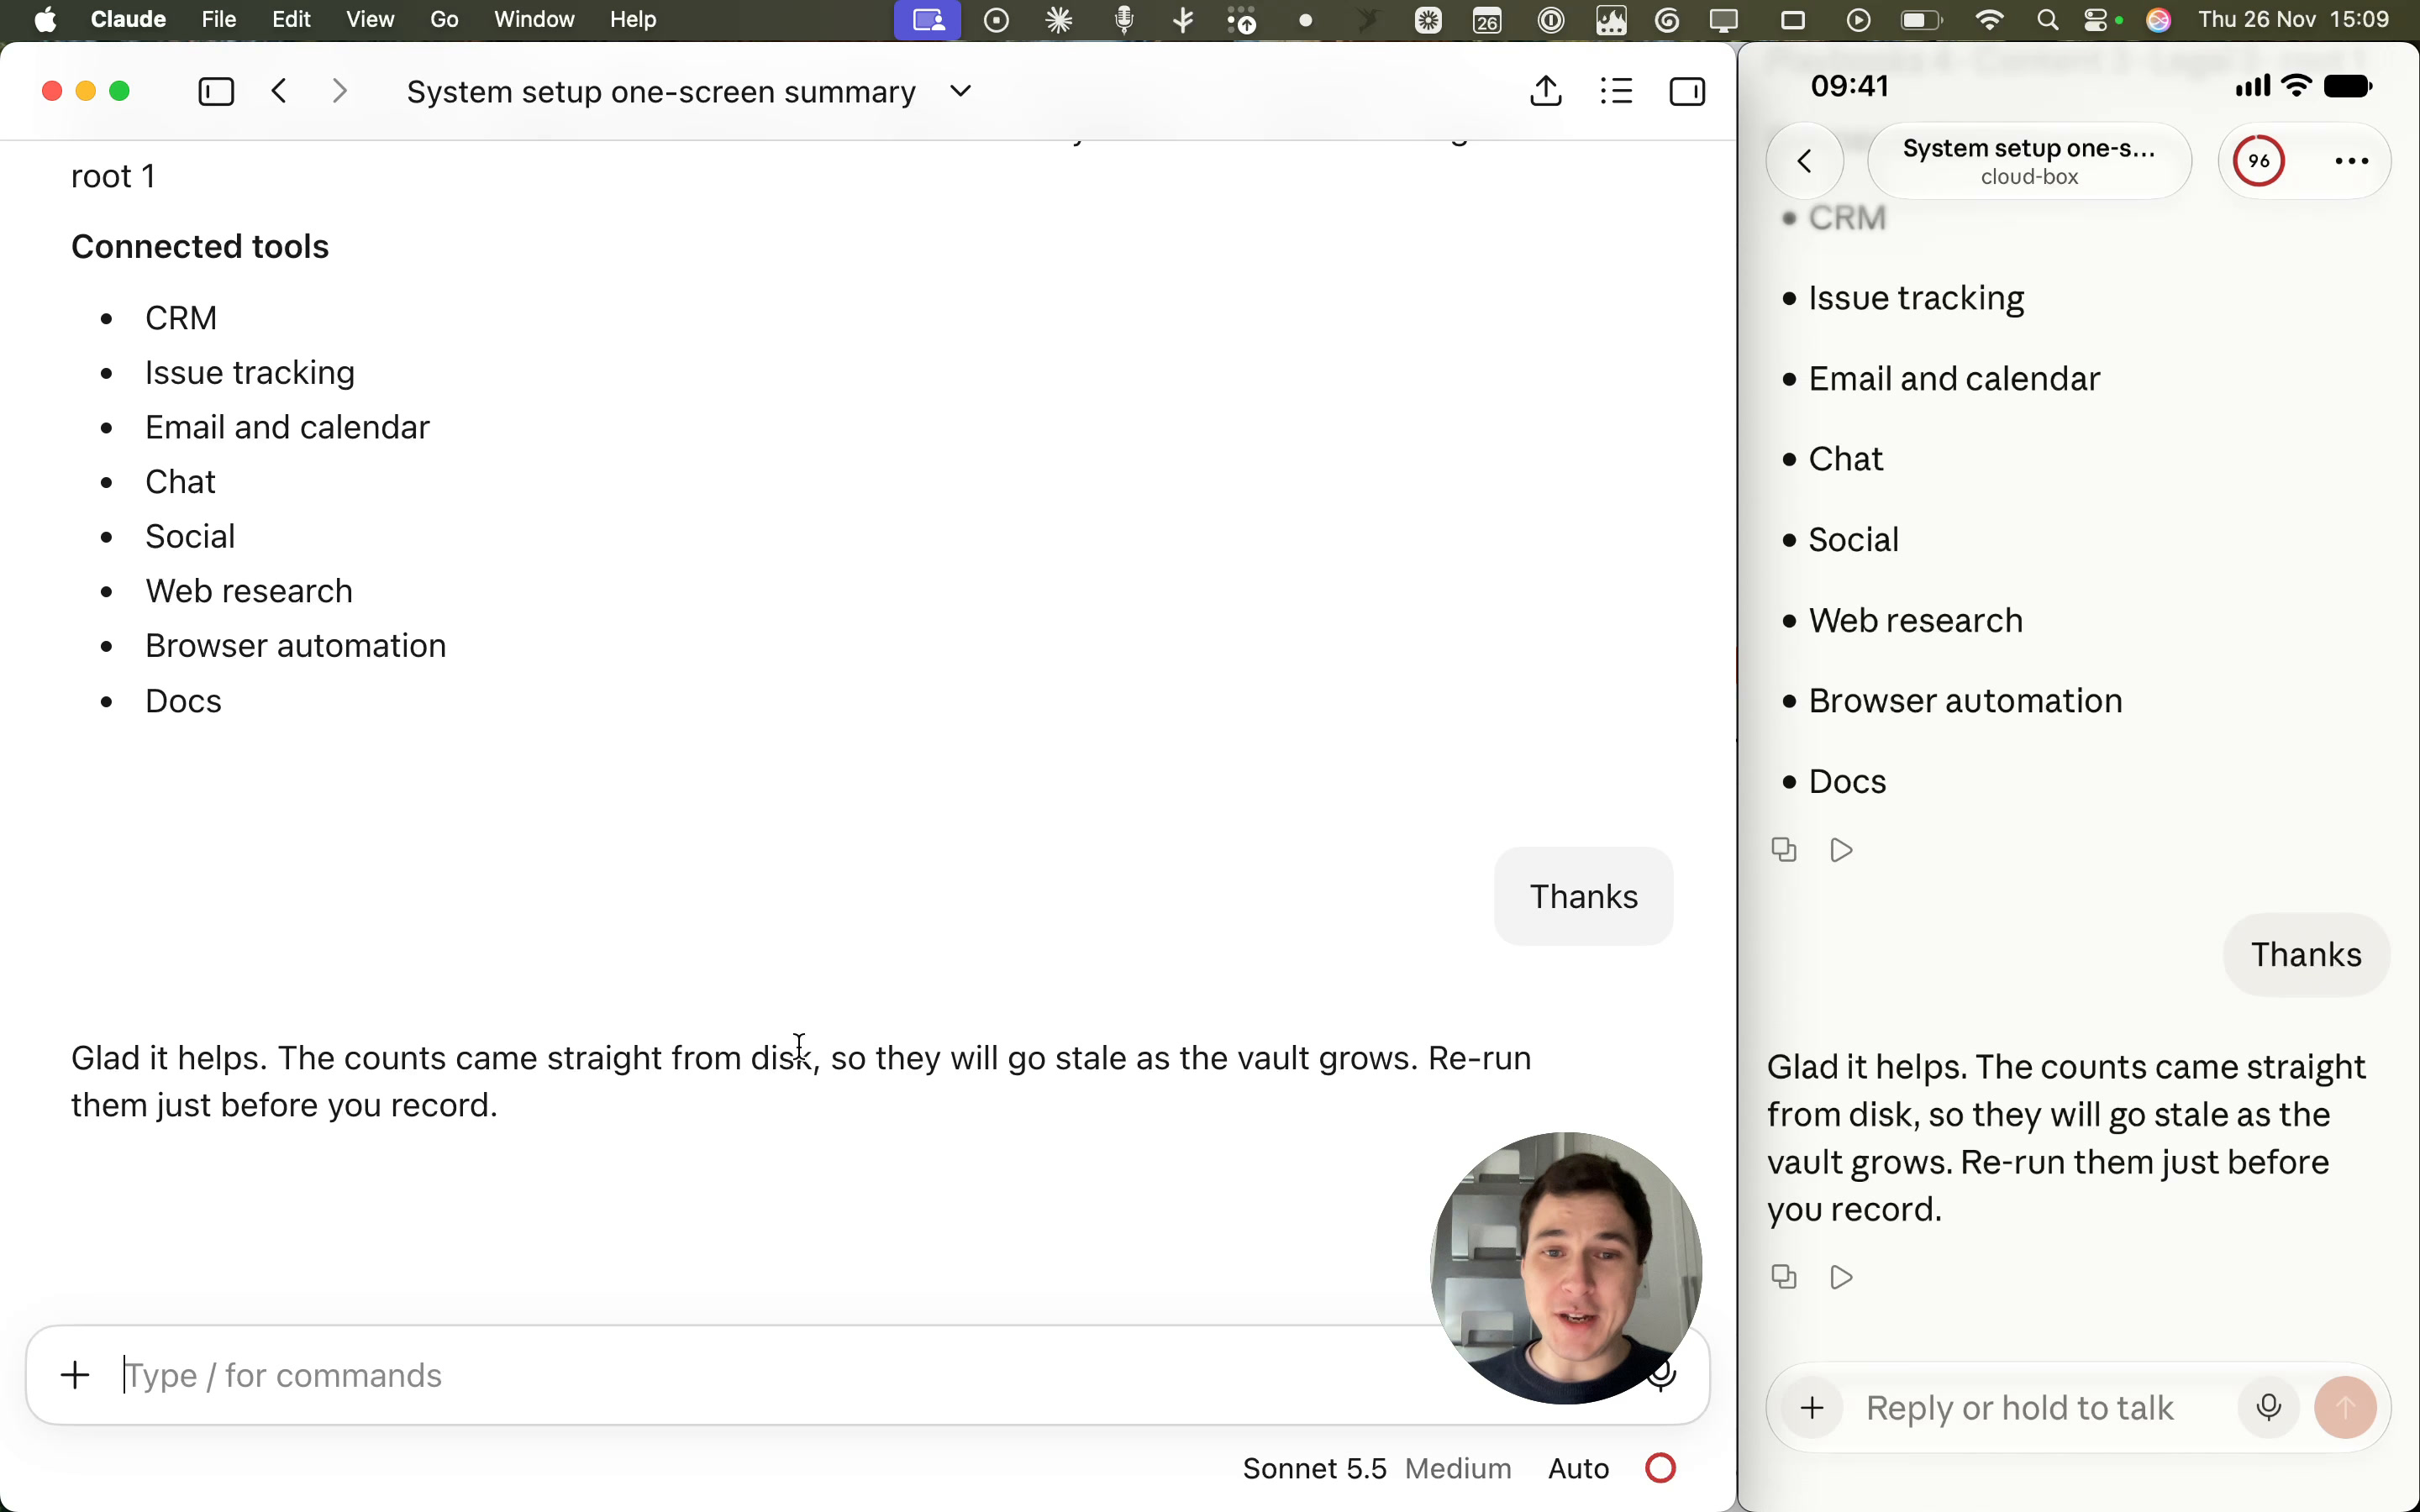 Claude File Edit View Go Window Help
26
Thu 26 Nov 15:09
System setup one-screen summary
root 1
Connected tools
• CRM
• Issue tracking
• Email and calendar
• Chat
• Social
• Web research
• Browser automation
• Docs
Thanks
Glad it helps. The counts came straight from disk, so they will go stale as the vault grows. Re-run
them just before you record.
Type / for commands
Sonnet 5.5 Medium Auto
09:41
System setup one-s...
cloud-box
96
• CRM
• Issue tracking
• Email and calendar
• Chat
• Social
• Web research
• Browser automation
• Docs
Thanks
Glad it helps. The counts came straight
from disk, so they will go stale as the
vault grows. Re-run them just before
you record.
Reply or hold to talk